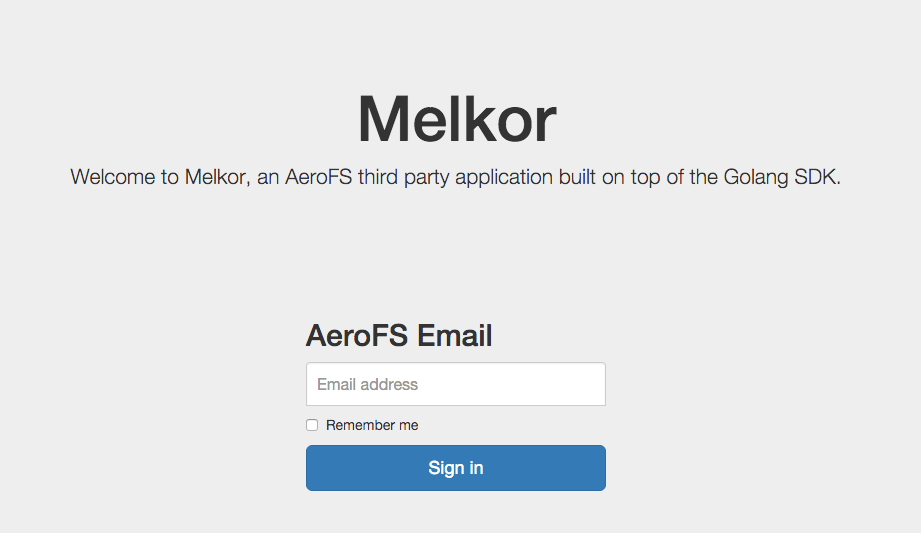 Melkor
Welcome to Melkor, an AeroFS third party application built on top of the Golang SDK.
AeroFS Email
Email address
Remember me
Sign in